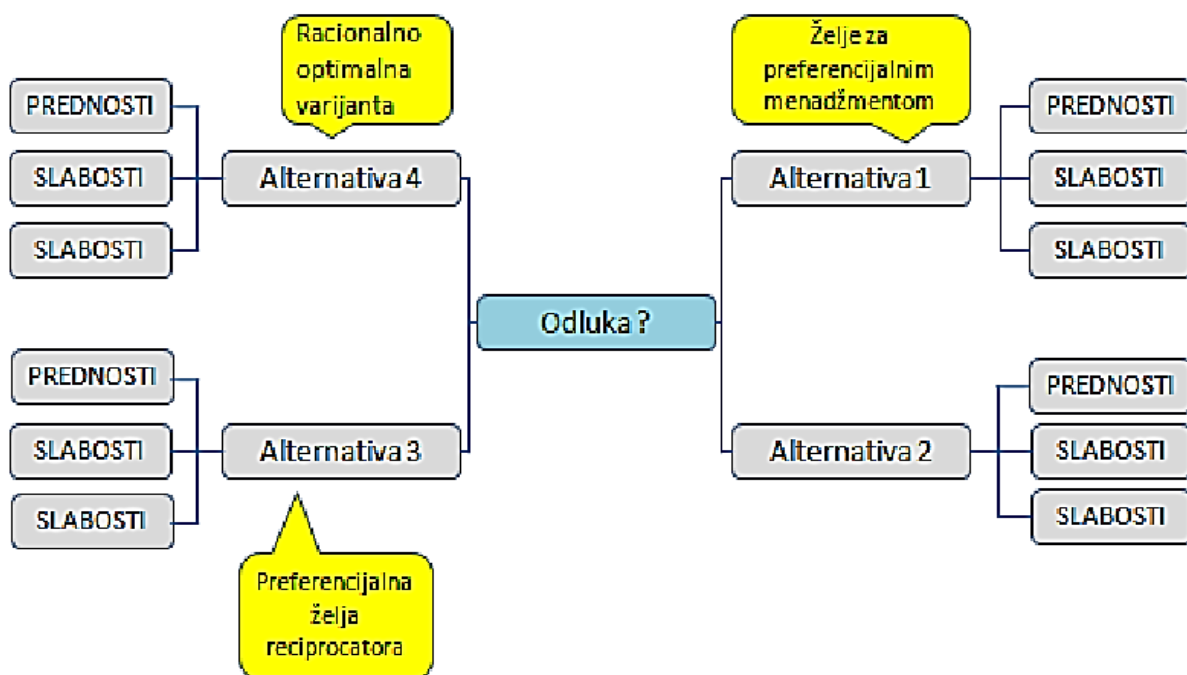 Racionalno
optimalna
varijanta
Želje za
preferencijalnim
menadžmentom
PREDNOSTI
SLABOSTI
SLABOSTI
Alternativa 4
Alternativa 1
PREDNOSTI
SLABOSTI
SLABOSTI
Odluka ?
PREDNOSTI
SLABOSTI
SLABOSTI
Alternativa 3
Alternativa 2
PREDNOSTI
SLABOSTI
SLABOSTI
Preferencijalna
želja
reciprocatora